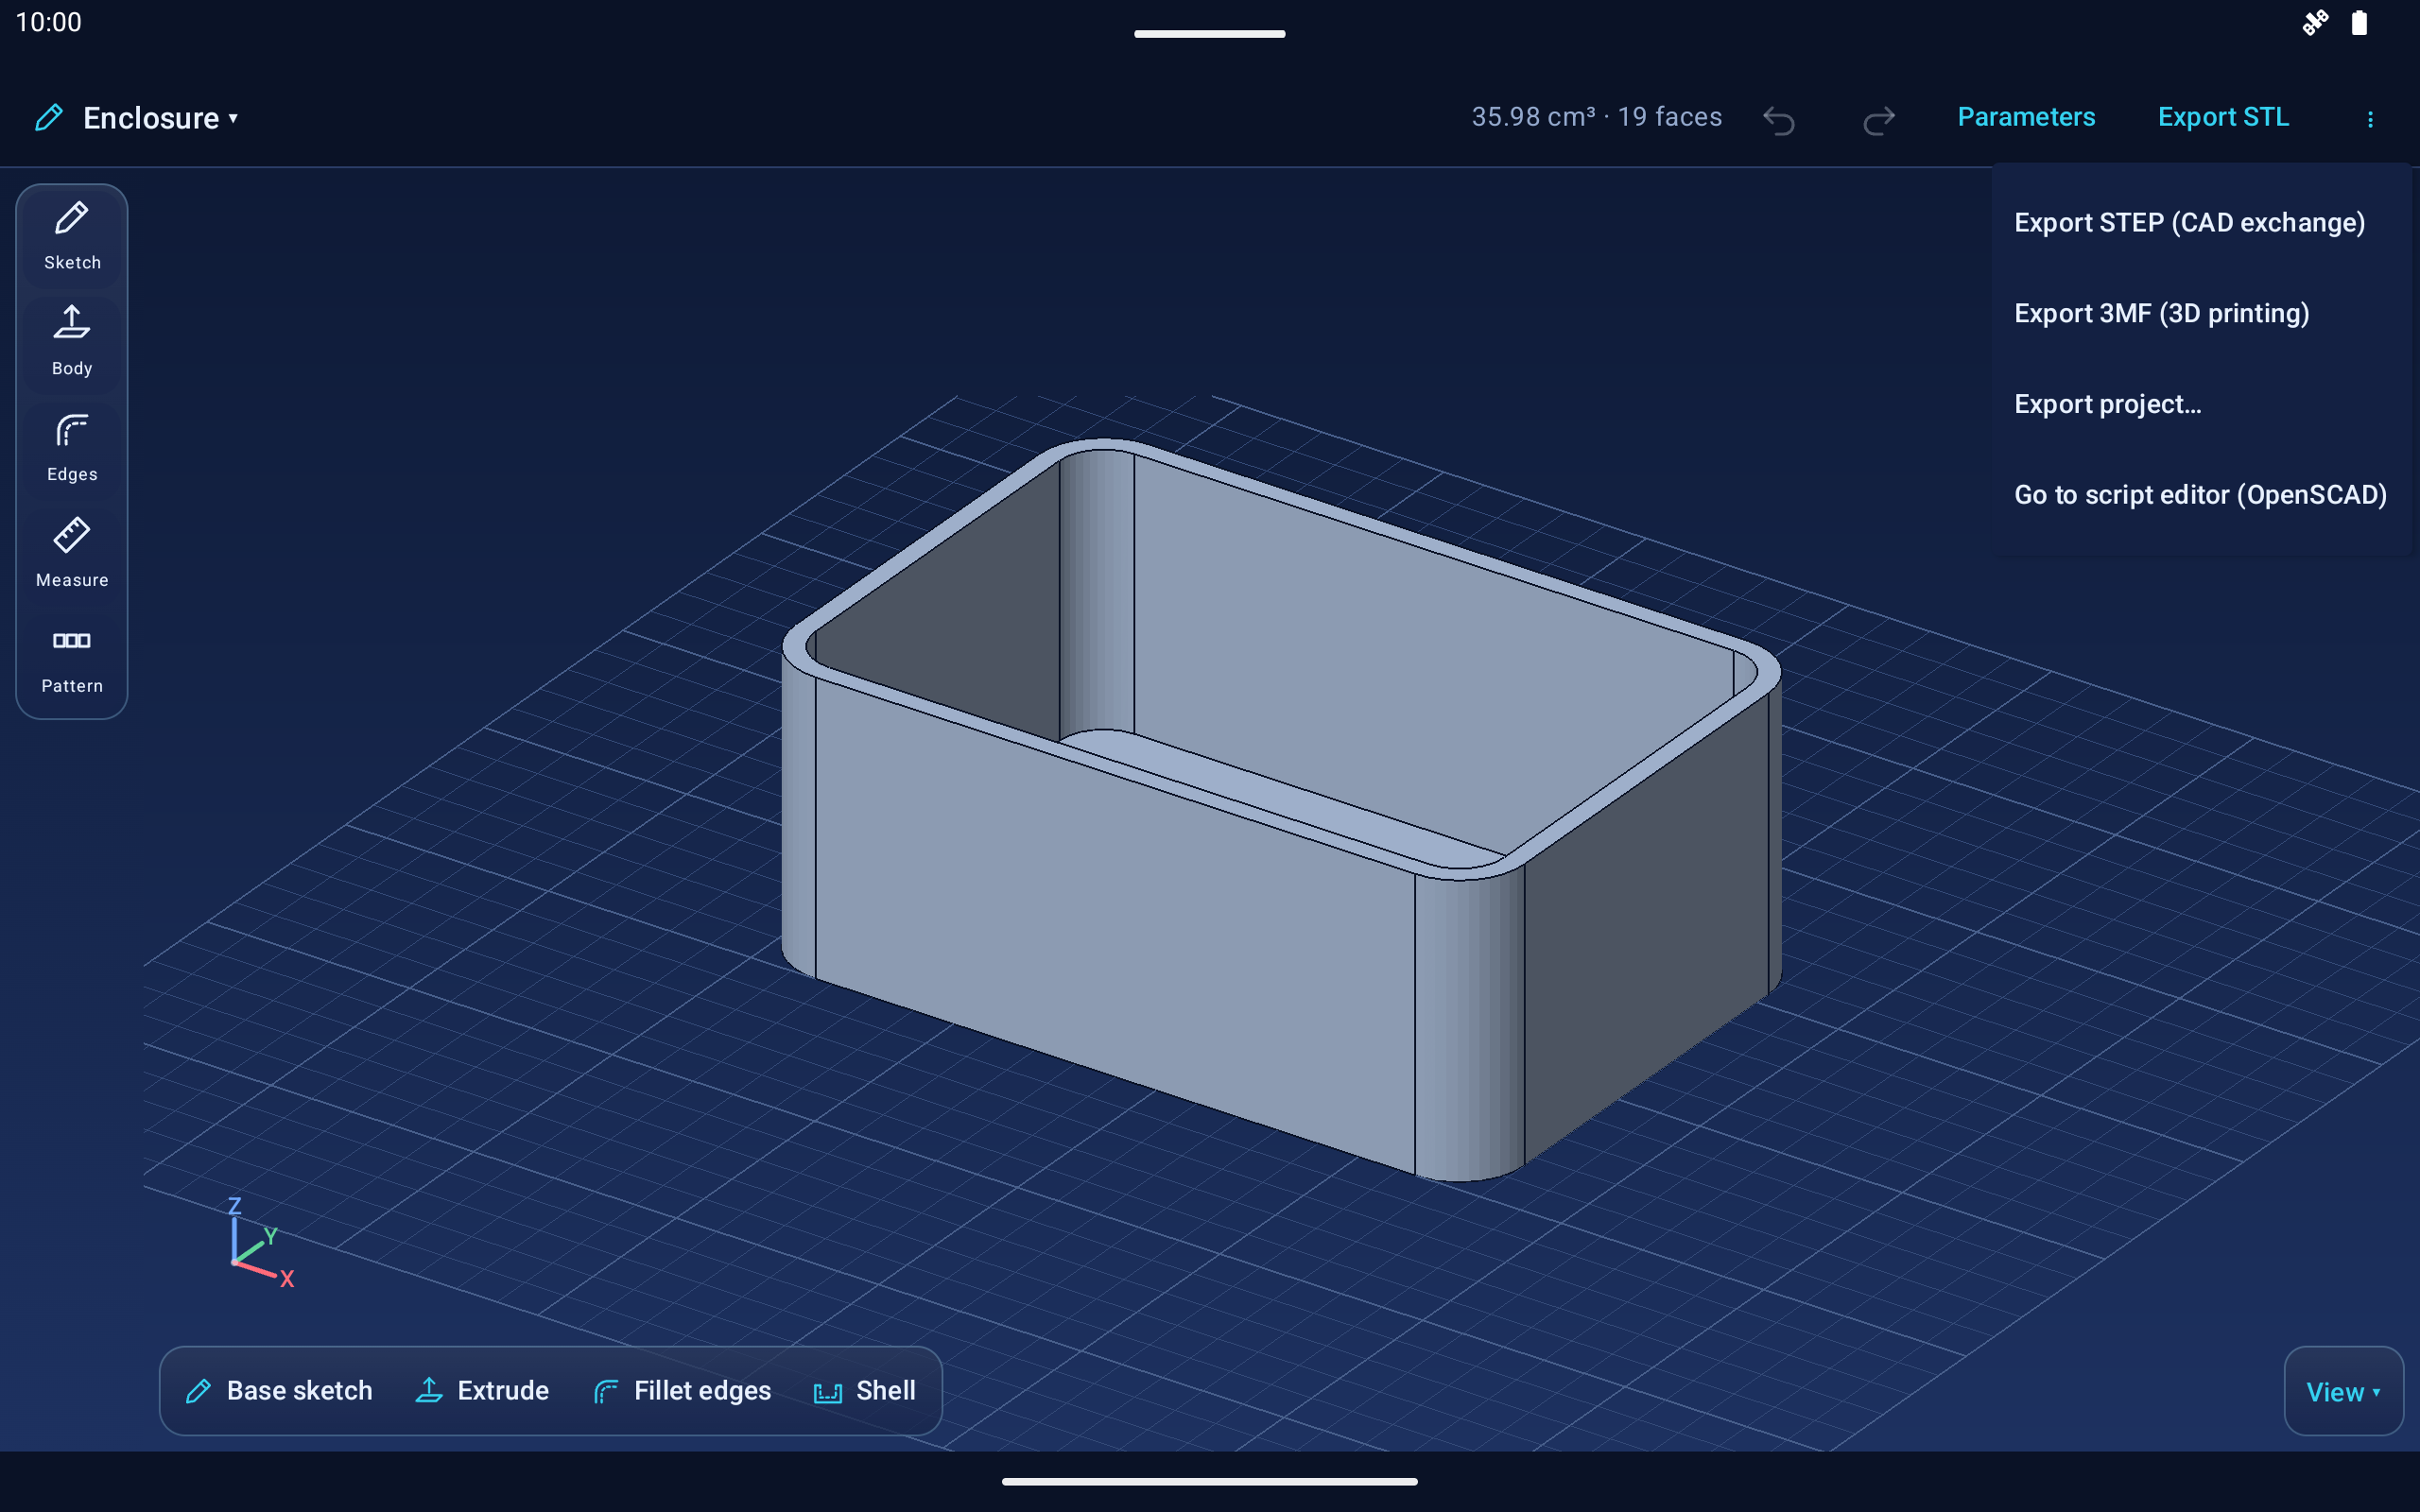 10:00
Enclosure ▾
35.98 cm³ · 19 faces
Parameters
Export STL
Export STEP (CAD exchange)
Export 3MF (3D printing)
Export project...
Go to script editor (OpenSCAD)
Sketch
Body
Edges
Measure
Pattern
Z
Y
X
Base sketch
Extrude
Fillet edges
Shell
View ▾